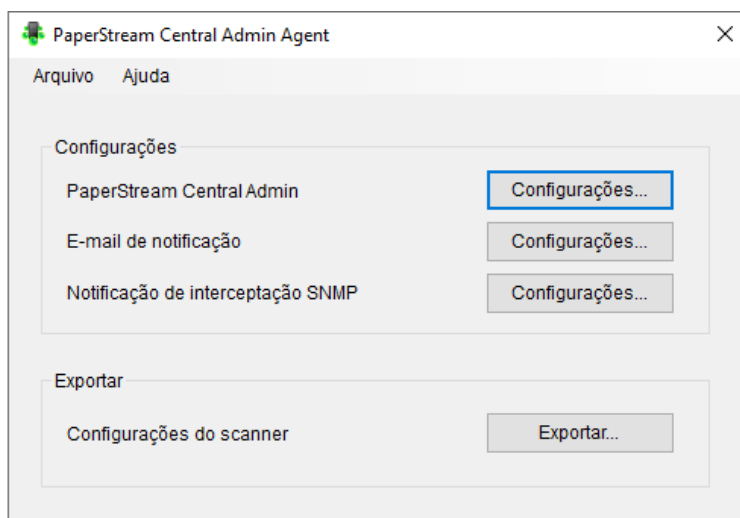 PaperStream Central Admin Agent
Arquivo Ajuda
Configurações
PaperStream Central Admin Configurações...
E-mail de notificação Configurações...
Notificação de interceptação SNMP Configurações...
Exportar
Configurações do scanner Exportar...